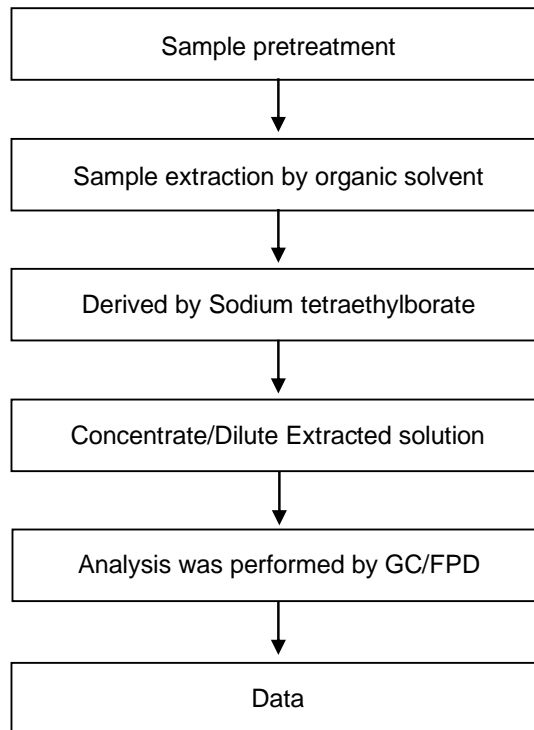 Sample pretreatment
Sample extraction by organic solvent
Derived by Sodium tetraethylborate
Concentrate/Dilute Extracted solution
Analysis was performed by GC/FPD
Data